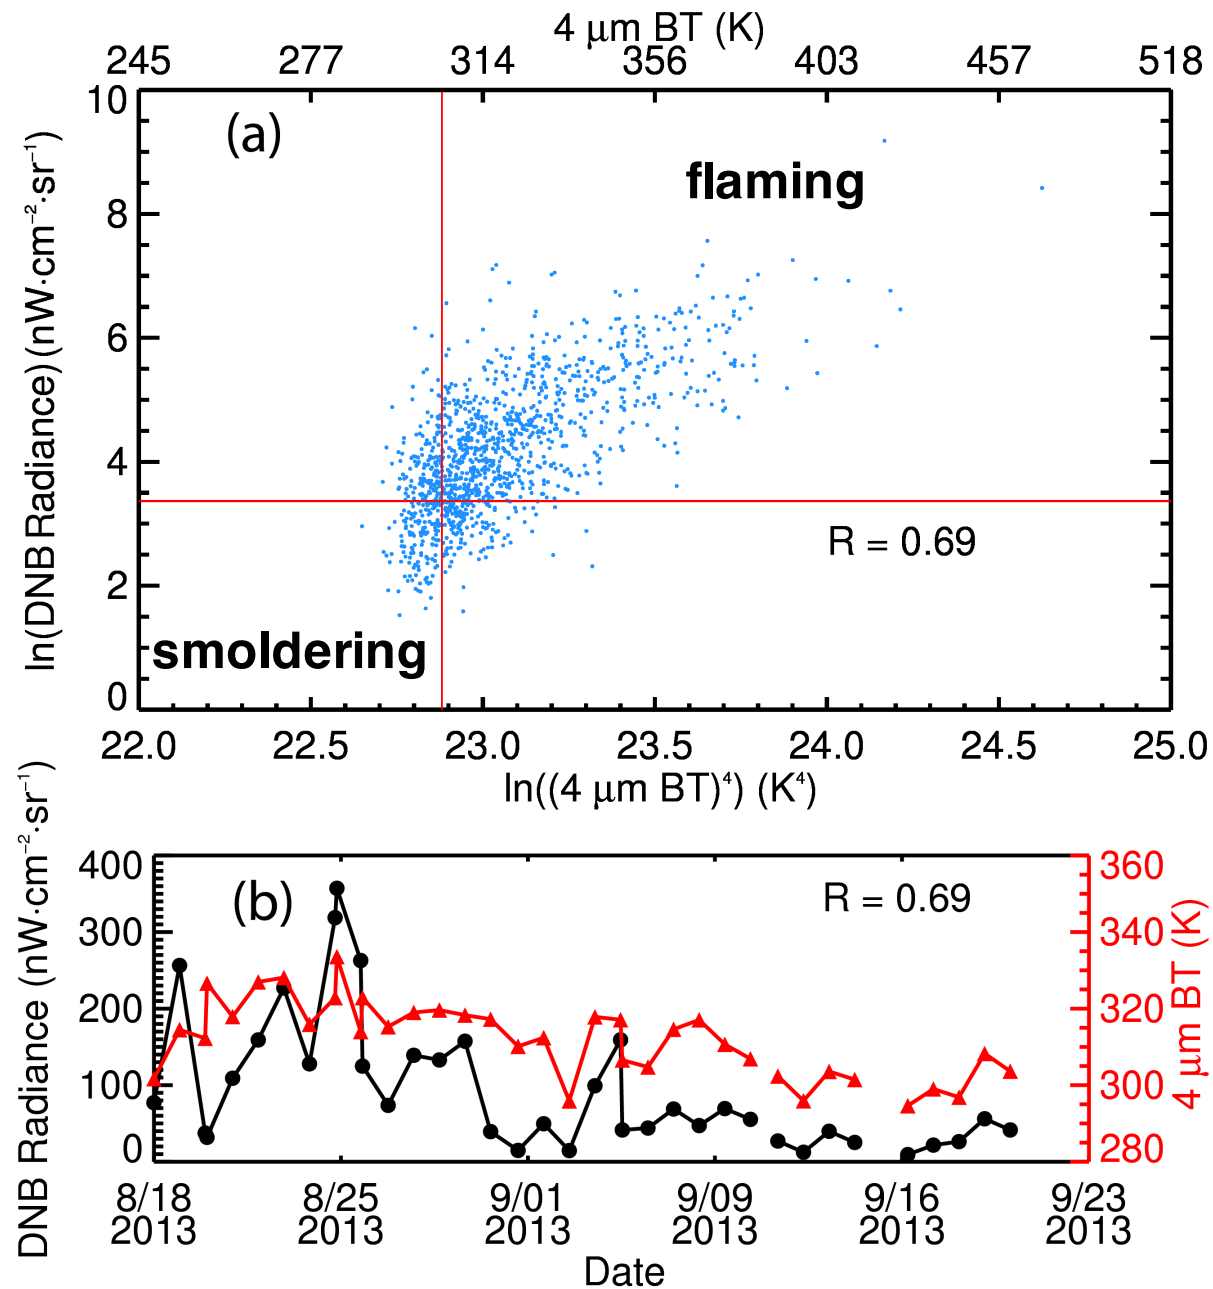 4 μm BT (K)
245 277 314 356 403 457 518
10
(a)
flaming
8
6
4
R = 0.69
2
smoldering
0
ln(DNB Radiance) (nW·cm⁻²·sr⁻¹)
22.0 22.5 23.0 23.5 24.0 24.5 25.0
ln((4 μm BT)⁴) (K⁴)
400 360
(b) R = 0.69
300 340
200 320
100 300
0 280
DNB Radiance (nW·cm⁻²·sr⁻¹)
4 μm BT (K)
8/18 8/25 9/01 9/09 9/16 9/23
2013 2013 2013 2013 2013 2013
Date